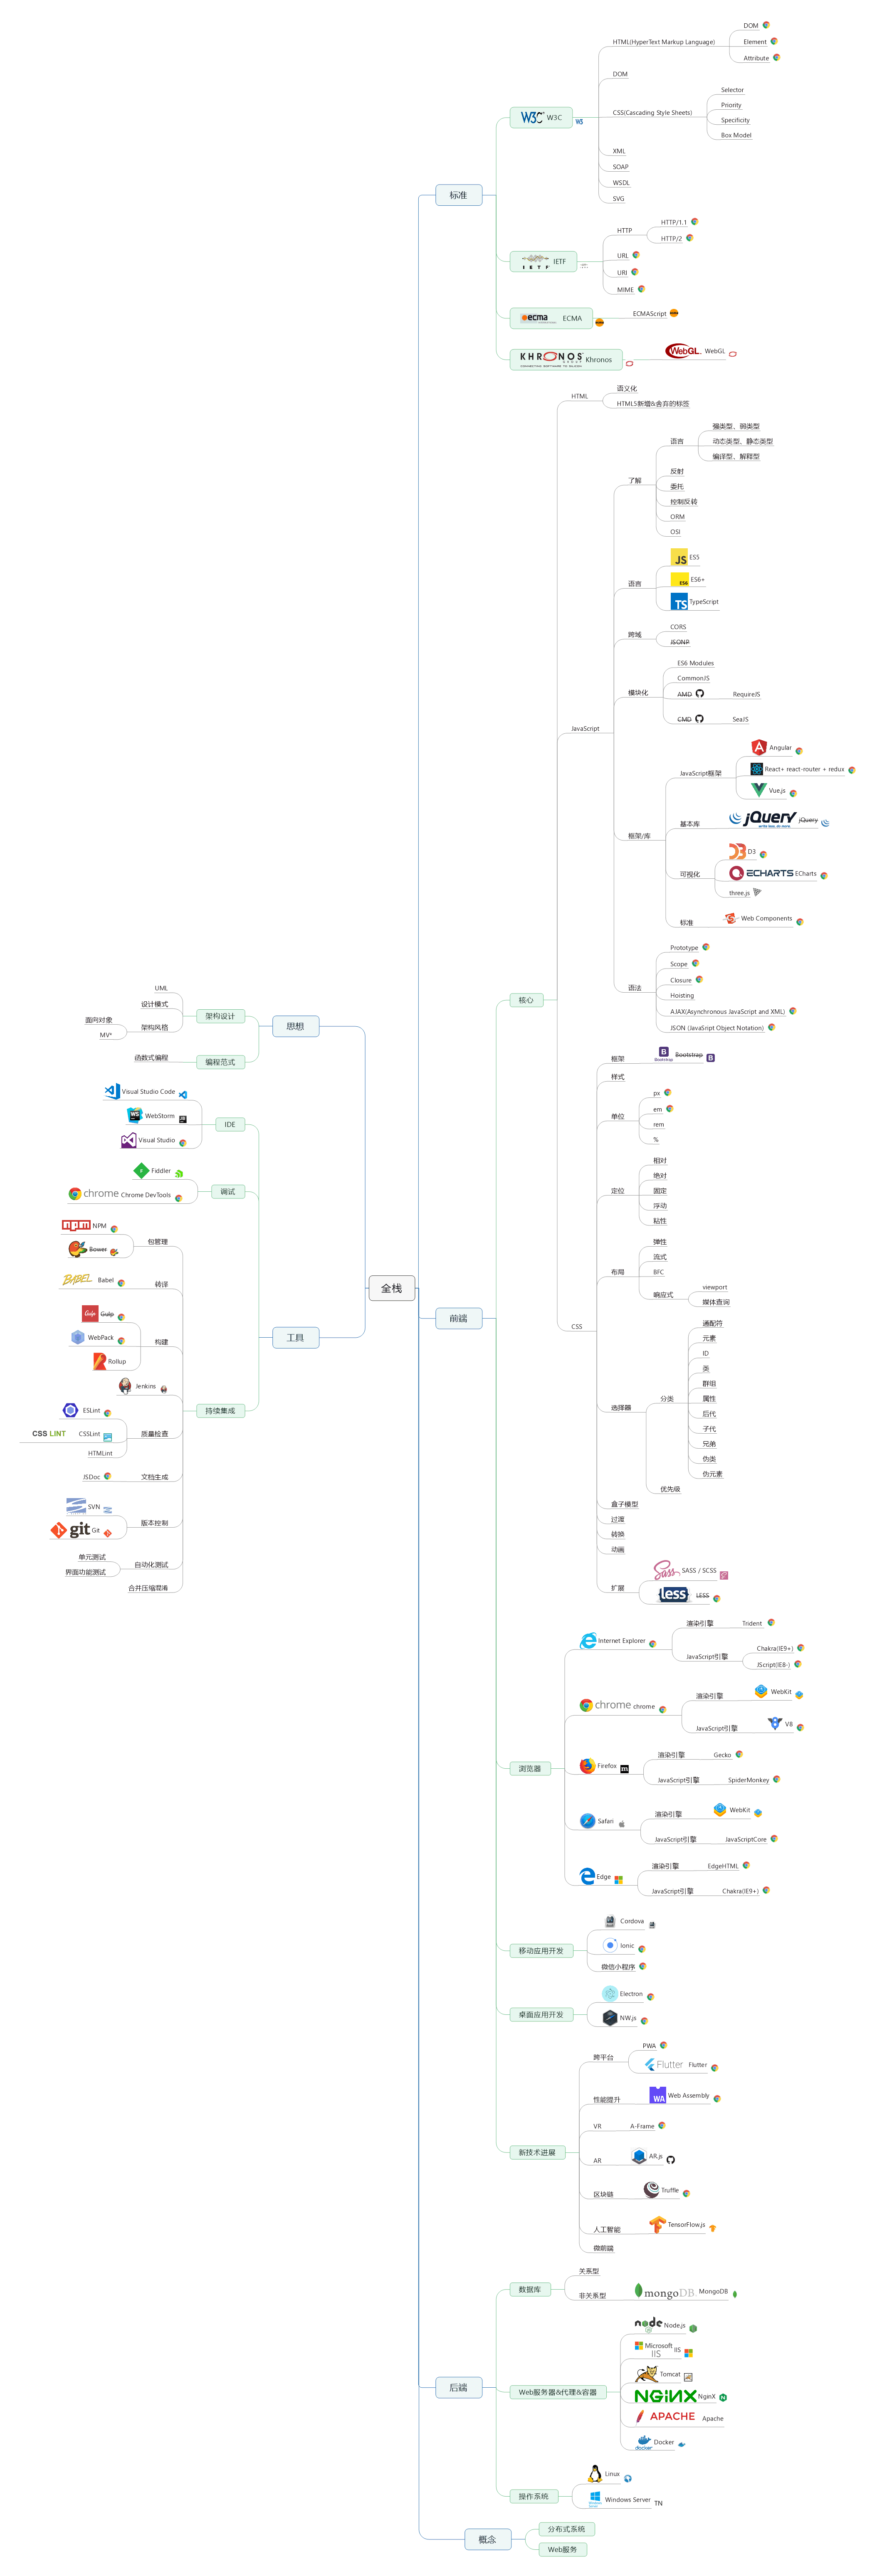 全栈
标准
W3C W3C
HTML(HyperText Markup Language)
DOM
Element
Attribute
DOM
CSS(Cascading Style Sheets)
Selector
Priority
Specificity
Box Model
XML
SOAP
WSDL
SVG
IETF IETF
HTTP
HTTP/1.1
HTTP/2
URL
URI
MIME
ecma ECMA
ECMAScript
KHRONOS GROUP Khronos
CONNECTING SOFTWARE TO SILICON
WebGL WebGL
前端
核心
HTML
语义化
HTML5新增&舍弃的标签
JavaScript
了解
语言
强类型、弱类型
动态类型、静态类型
编译型、解释型
反射
委托
控制反转
ORM
OSI
语言
JS ES5
ES6 ES6+
TS TypeScript
跨域
CORS
JSONP
模块化
ES6 Modules
CommonJS
AMD
RequireJS
CMD
SeaJS
框架/库
JavaScript框架
Angular
React+ react-router + redux
Vue.js
基本库
jQuery jQuery
可视化
D3
ECHARTS ECharts
three.js
标准
Web Components
语法
Prototype
Scope
Closure
Hoisting
AJAX(Asynchronous JavaScript and XML)
JSON (JavaSript Object Notation)
CSS
框架
Bootstrap Bootstrap
样式
单位
px
em
rem
%
定位
相对
绝对
固定
浮动
粘性
布局
弹性
流式
BFC
响应式
viewport
媒体查询
选择器
分类
通配符
元素
ID
类
群组
属性
后代
子代
兄弟
伪类
伪元素
优先级
盒子模型
过渡
转换
动画
扩展
Sass SASS / SCSS
{less} LESS
浏览器
Internet Explorer
渲染引擎
Trident
JavaScript引擎
Chakra(IE9+)
JScript(IE8-)
chrome chrome
渲染引擎
WebKit
JavaScript引擎
V8
Firefox
渲染引擎
Gecko
JavaScript引擎
SpiderMonkey
Safari
渲染引擎
WebKit
JavaScript引擎
JavaScriptCore
Edge
渲染引擎
EdgeHTML
JavaScript引擎
Chakra(IE9+)
移动应用开发
Cordova
Ionic
微信小程序
桌面应用开发
Electron
NW.js
新技术进展
跨平台
PWA
Flutter Flutter
性能提升
WA Web Assembly
VR
A-Frame
AR
AR.js
区块链
Truffle
人工智能
TensorFlow.js
微前端
后端
数据库
关系型
非关系型
mongoDB MongoDB
Web服务器&代理&容器
node Node.js
Microsoft IIS IIS
Tomcat
NGINX NginX
APACHE Apache
docker Docker
操作系统
Linux
Windows Server TN
概念
分布式系统
Web服务
思想
架构设计
UML
设计模式
架构风格
面向对象
MV*
编程范式
函数式编程
工具
IDE
Visual Studio Code
WS WebStorm
Visual Studio
调试
Fiddler
chrome Chrome DevTools
持续集成
包管理
npm NPM
Bower
转译
BABEL Babel
构建
Gulp Gulp
WebPack
Rollup
Jenkins
质量检查
ESLint
CSS LINT CSSLint
HTMLint
文档生成
JSDoc
版本控制
SVN
git Git
自动化测试
单元测试
界面功能测试
合并压缩混淆